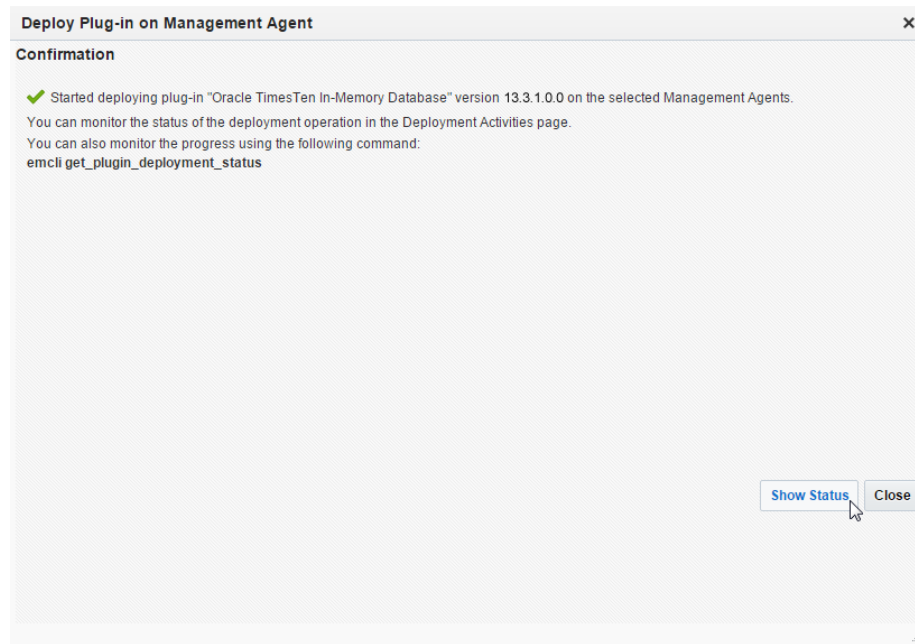 Deploy Plug-in on Management Agent
Confirmation
Started deploying plug-in "Oracle TimesTen In-Memory Database" version 13.3.1.0.0 on the selected Management Agents.
You can monitor the status of the deployment operation in the Deployment Activities page.
You can also monitor the progress using the following command:
emcli get_plugin_deployment_status
Show Status Close